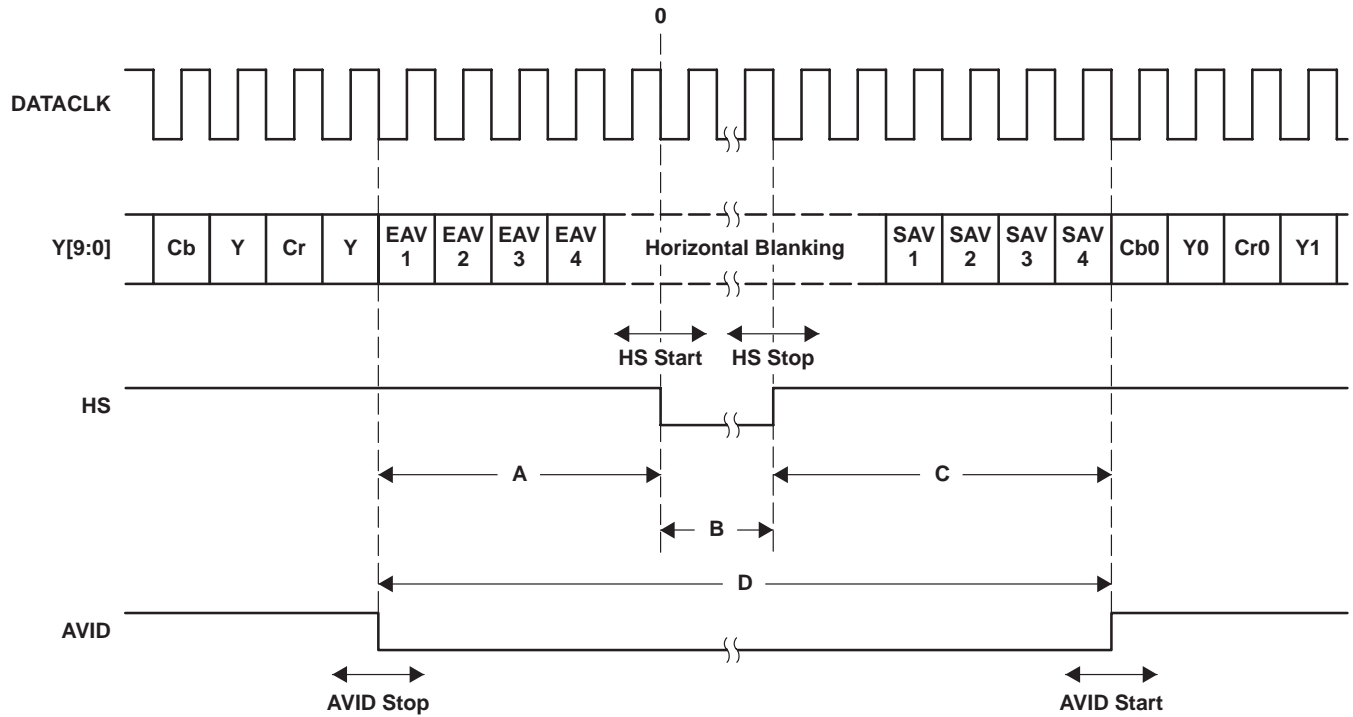 0
DATACLK
Y[9:0]
Cb Y Cr Y EAV 1 EAV 2 EAV 3 EAV 4 Horizontal Blanking SAV 1 SAV 2 SAV 3 SAV 4 Cb0 Y0 Cr0 Y1
HS Start HS Stop
HS
A C
B
D
AVID
AVID Stop AVID Start